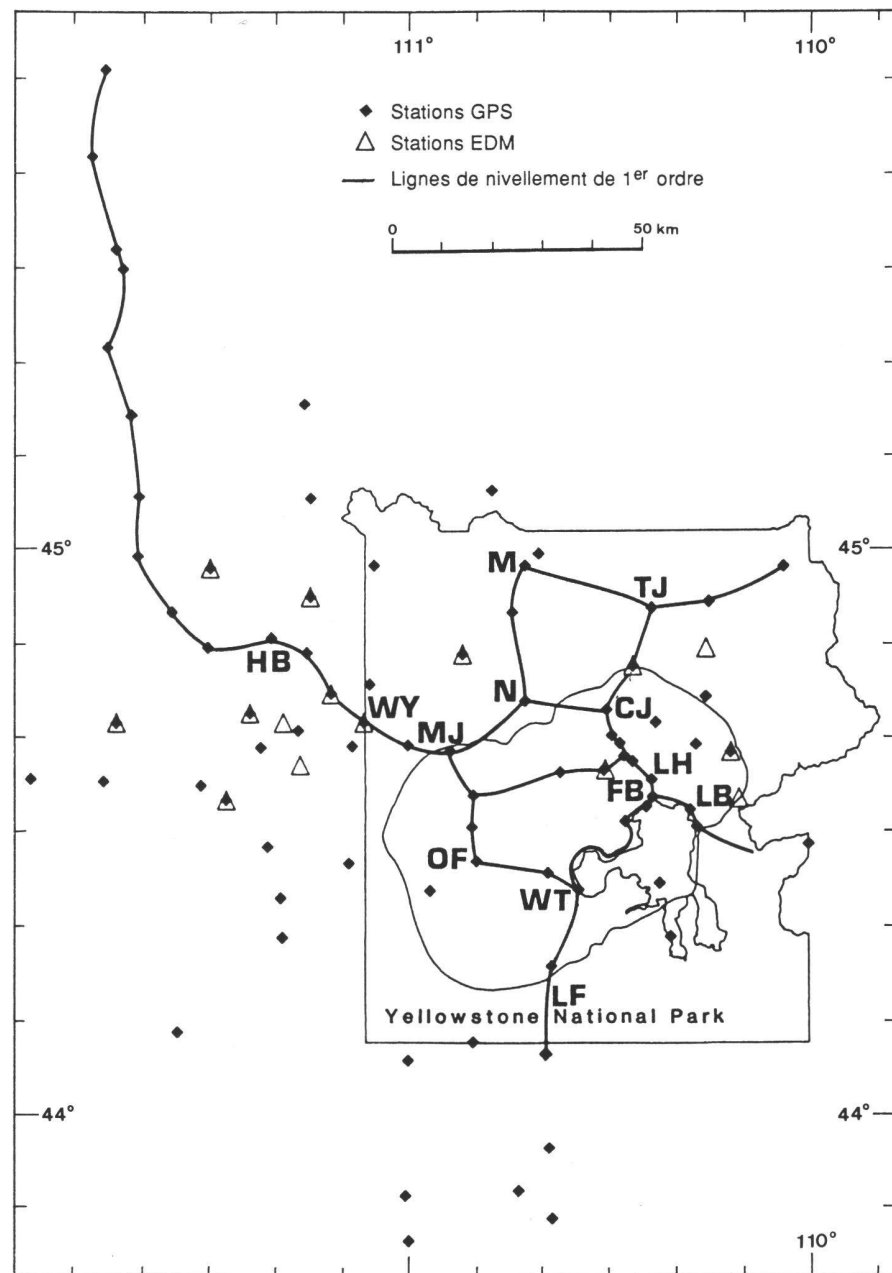 111°
110°
Stations GPS
Stations EDM
Lignes de nivellement de 1er ordre
0
50 km
45°
45°
M
TJ
HB
N
CJ
WY
MJ
LH
FB
LB
OF
WT
LF
Yellowstone National Park
44°
44°
110°